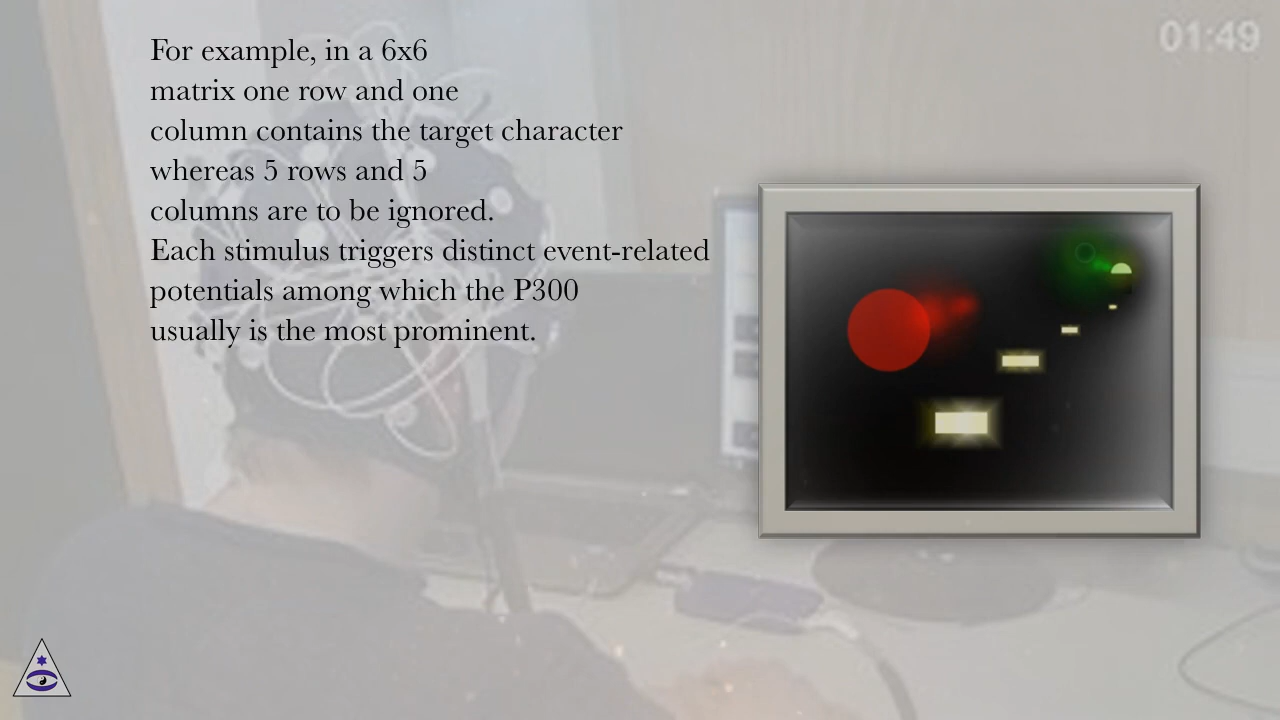 01:49
For example, in a 6x6
matrix one row and one
column contains the target character
whereas 5 rows and 5
columns are to be ignored.
Each stimulus triggers distinct event-related
potentials among which the P300
usually is the most prominent.